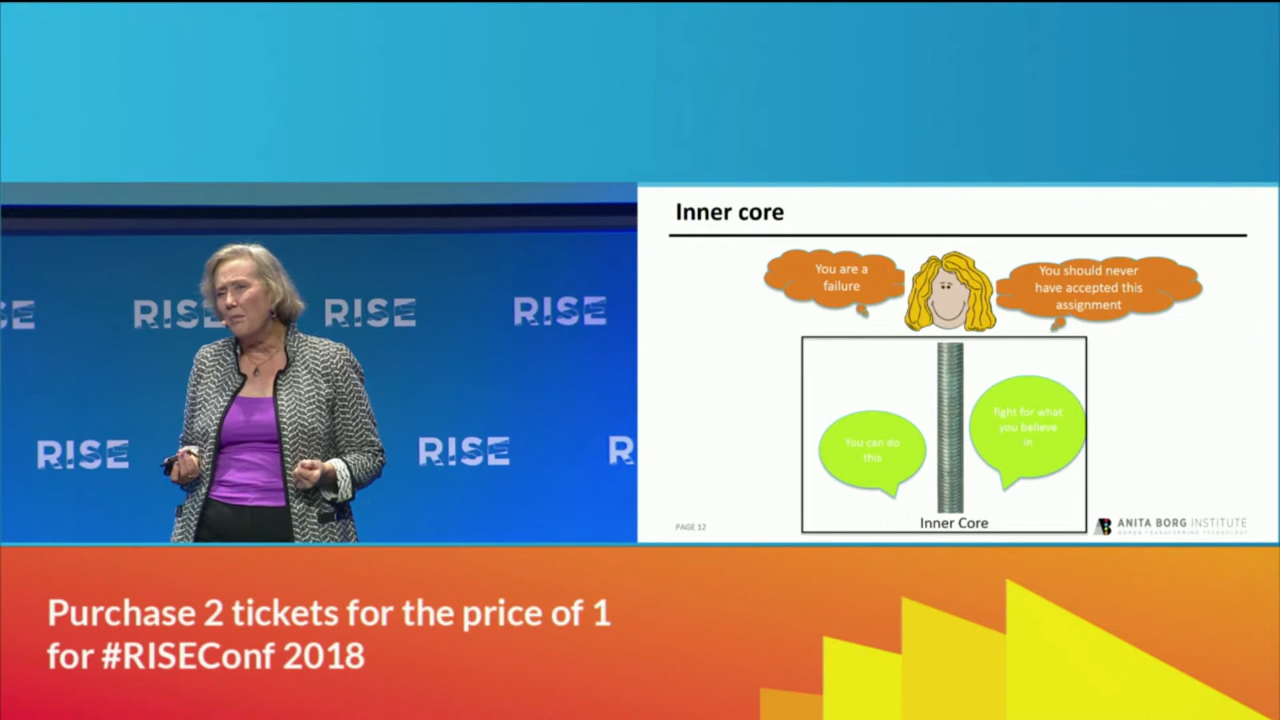 Inner core
You are a
failure
You should never
have accepted this
assignment
RISE
RISE
RISE
RISE
RISE
fight for what
you believe
in
You can do
this
Inner Core
PAGE 12
ANITA BORG INSTITUTE
Purchase 2 tickets for the price of 1
for #RISEConf 2018